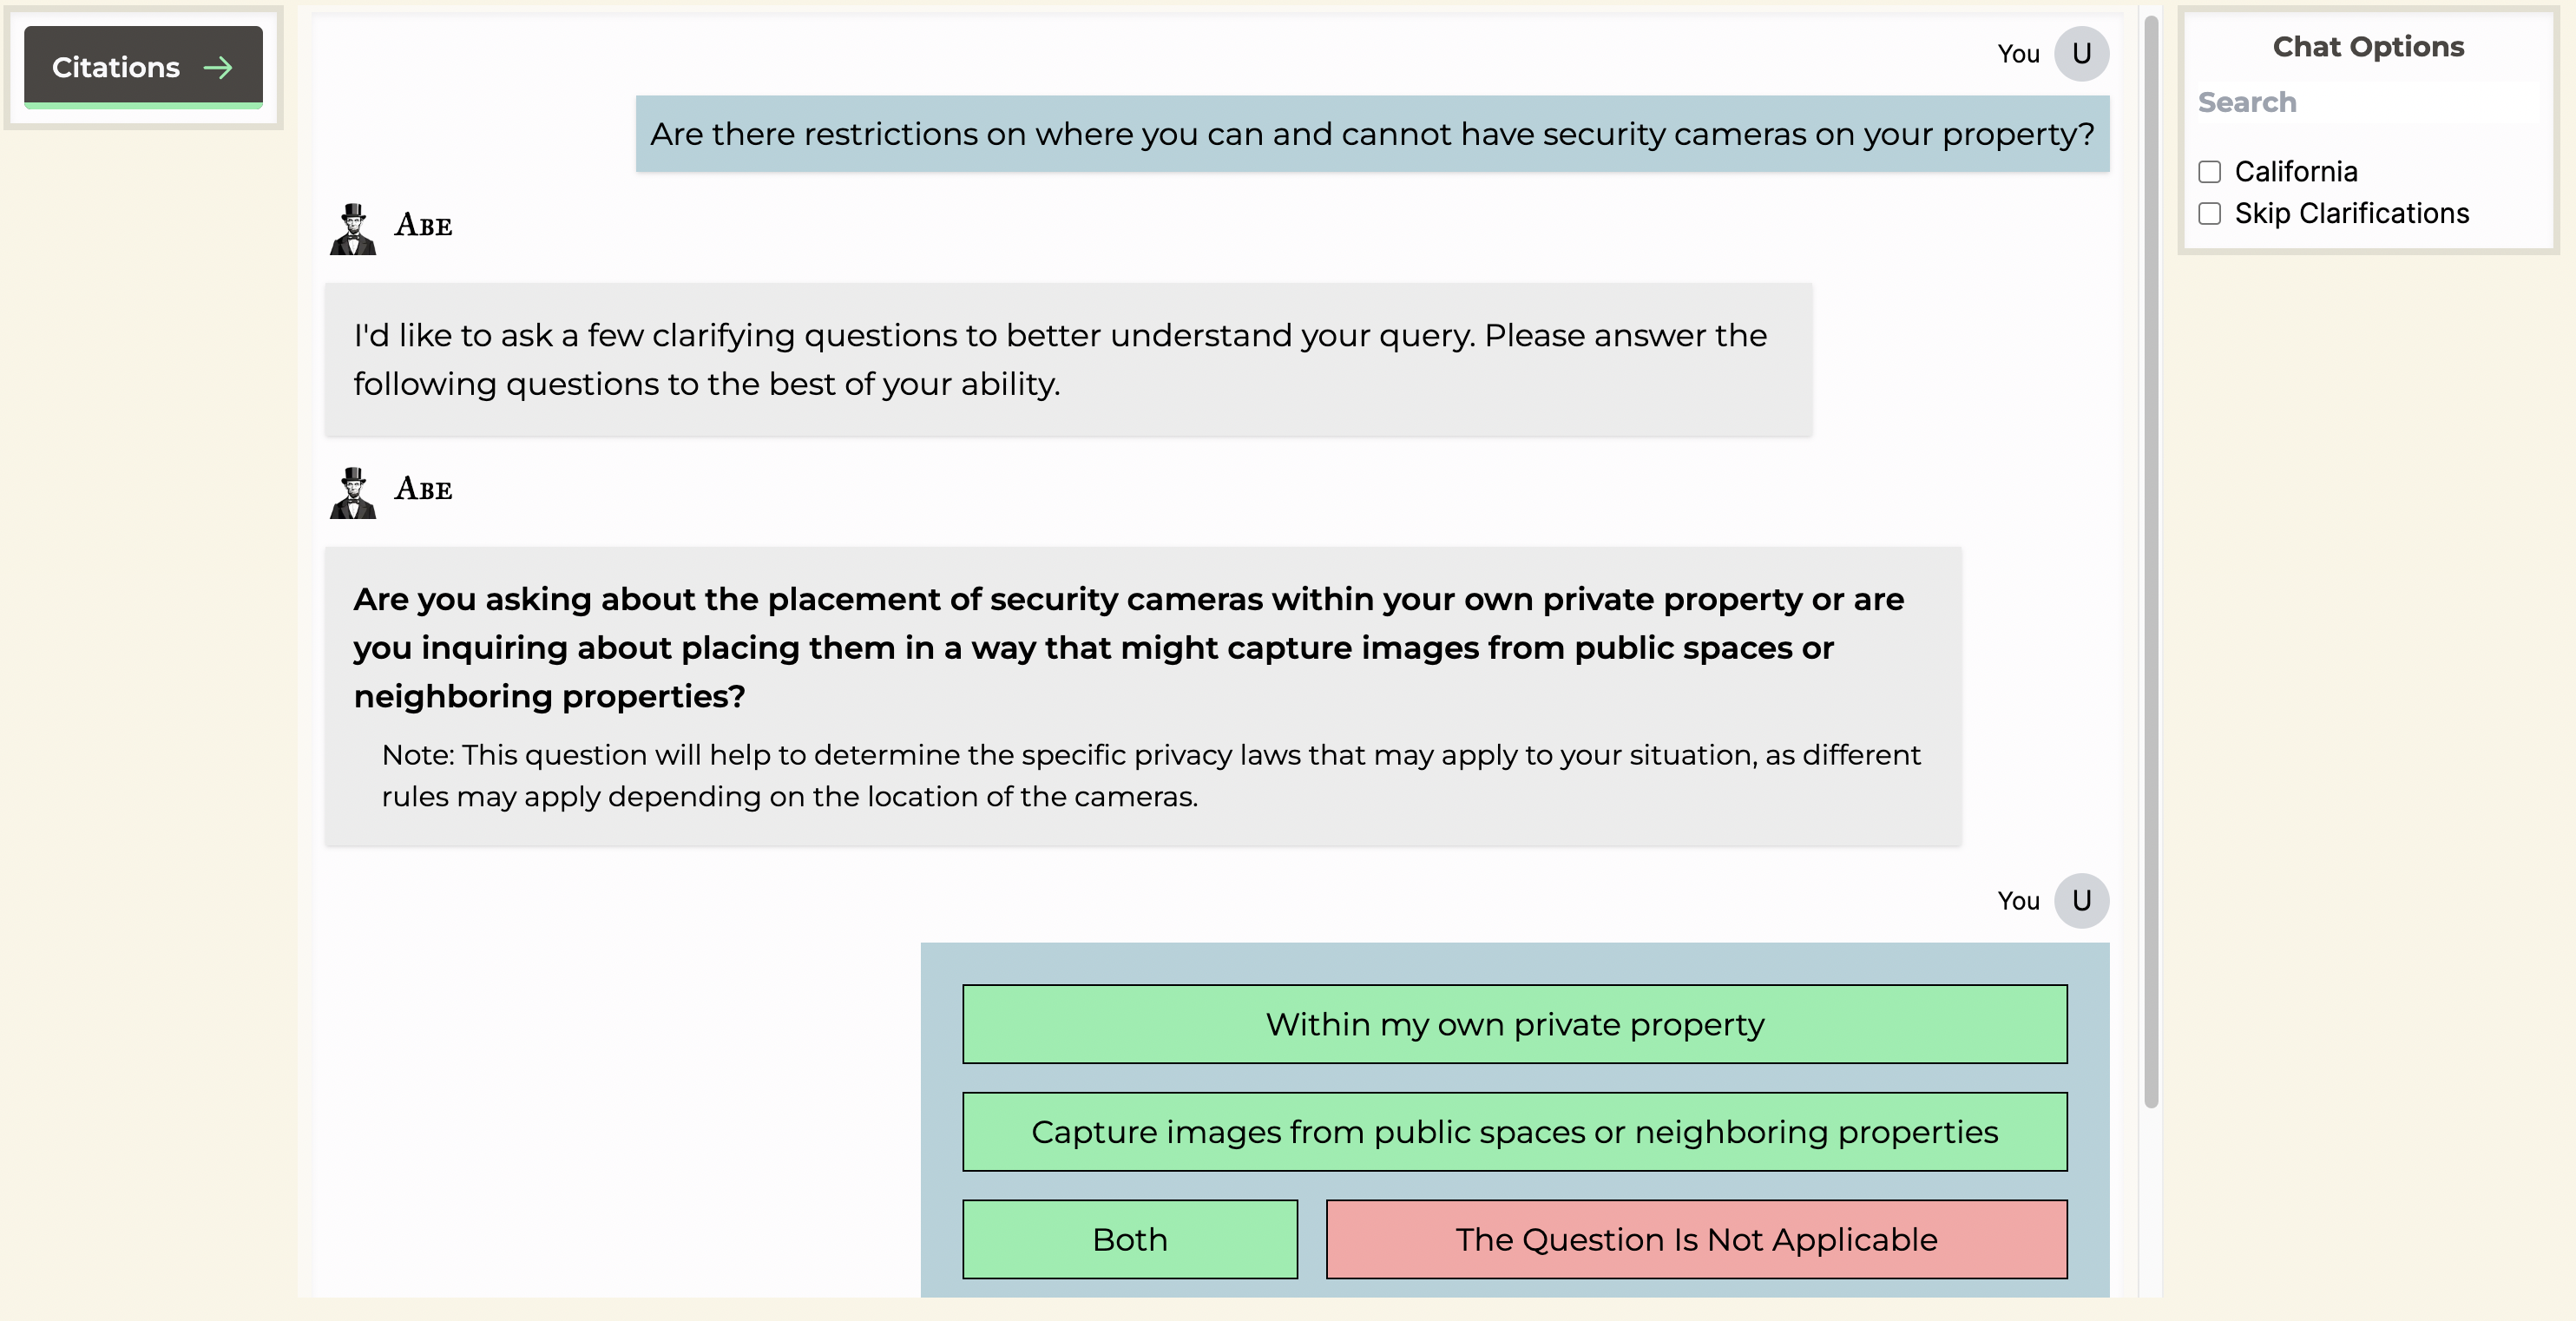 Citations →
You U
Are there restrictions on where you can and cannot have security cameras on your property?
Abe
I'd like to ask a few clarifying questions to better understand your query. Please answer the
following questions to the best of your ability.
Abe
Are you asking about the placement of security cameras within your own private property or are
you inquiring about placing them in a way that might capture images from public spaces or
neighboring properties?
Note: This question will help to determine the specific privacy laws that may apply to your situation, as different
rules may apply depending on the location of the cameras.
You U
Within my own private property
Capture images from public spaces or neighboring properties
Both
The Question Is Not Applicable
Chat Options
Search
California
Skip Clarifications